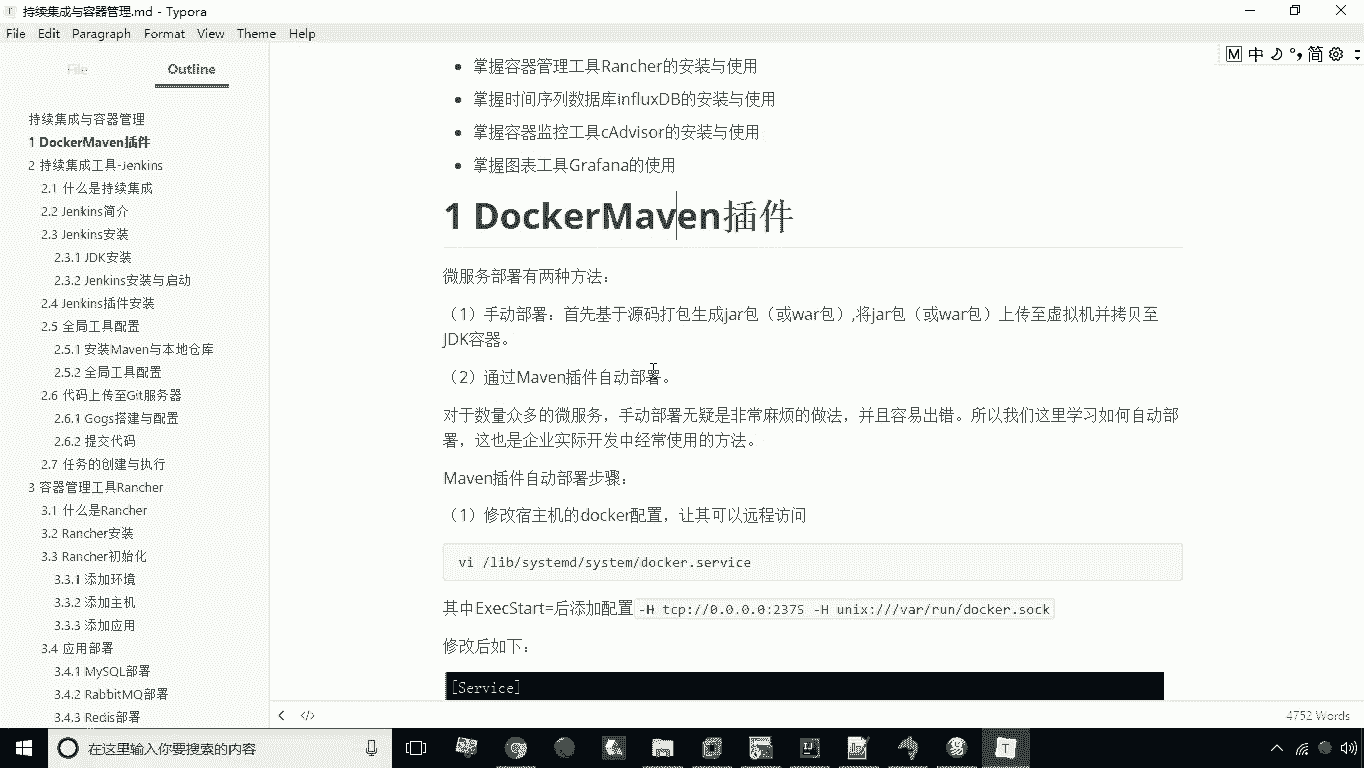 持续集成与容器管理.md - Typora
File Edit Paragraph Format View Theme Help
File
Outline
M 中 简
持续集成与容器管理
1 DockerMaven插件
2 持续集成工具-Jenkins
2.1 什么是持续集成
2.2 Jenkins简介
2.3 Jenkins安装
2.3.1 JDK安装
2.3.2 Jenkins安装与启动
2.4 Jenkins插件安装
2.5 全局工具配置
2.5.1 安装Maven与本地仓库
2.5.2 全局工具配置
2.6 代码上传至Git服务器
2.6.1 Gogs搭建与配置
2.6.2 提交代码
2.7 任务的创建与执行
3 容器管理工具Rancher
3.1 什么是Rancher
3.2 Rancher安装
3.3 Rancher初始化
3.3.1 添加环境
3.3.2 添加主机
3.3.3 添加应用
3.4 应用部署
3.4.1 MySQL部署
3.4.2 RabbitMQ部署
3.4.3 Redis部署
掌握容器管理工具Rancher的安装与使用
掌握时间序列数据库influxDB的安装与使用
掌握容器监控工具cAdvisor的安装与使用
掌握图表工具Grafana的使用
1 DockerMaven插件
微服务部署有两种方法：
（1）手动部署：首先基于源码打包生成jar包（或war包）,将jar包（或war包）上传至虚拟机并拷贝至
JDK容器。
（2）通过Maven插件自动部署。
对于数量众多的微服务，手动部署无疑是非常麻烦的做法，并且容易出错。所以我们这里学习如何自动部
署，这也是企业实际开发中经常使用的方法。
Maven插件自动部署步骤：
（1）修改宿主机的docker配置，让其可以远程访问
vi /lib/systemd/system/docker.service
其中ExecStart=后添加配置 -H tcp://0.0.0.0:2375 -H unix:///var/run/docker.sock
修改后如下：
[Service]
4752 Words
在这里输入你要搜索的内容